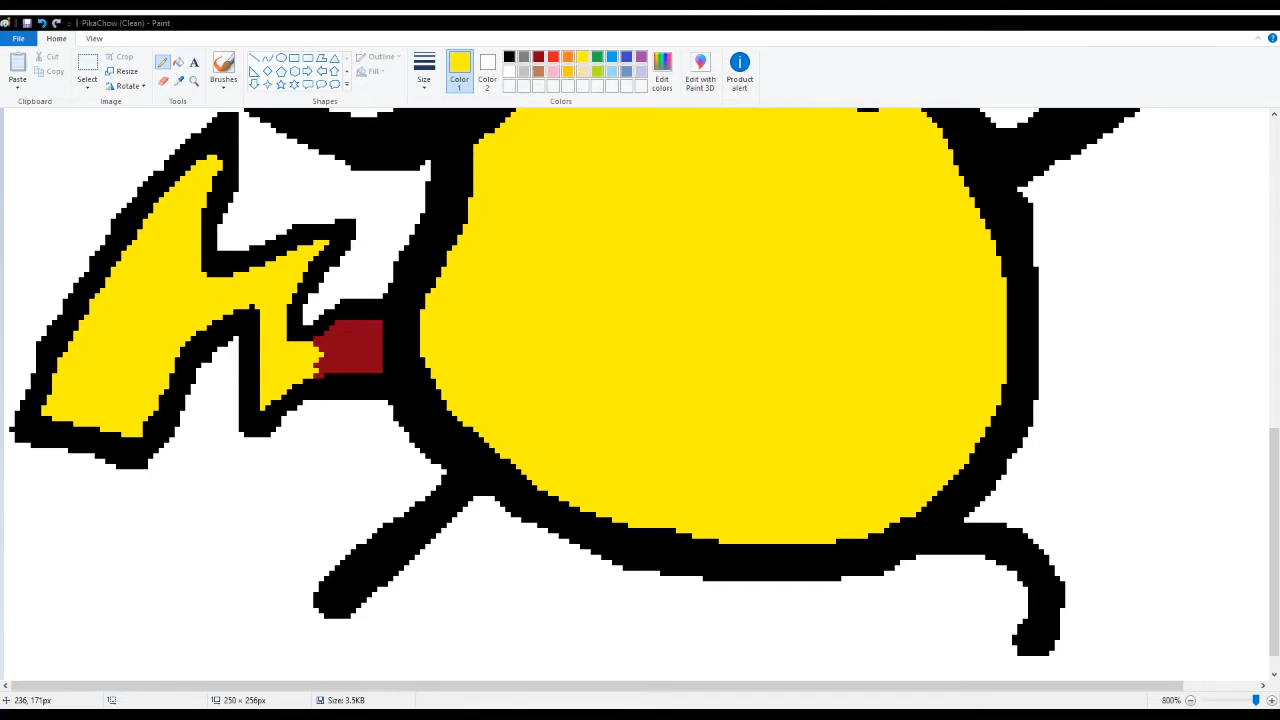 PikaChow (Clean) - Paint
File Home View
Paste
Cut
Copy
Clipboard
Select
Crop
Resize
Rotate
Image
A
Tools
Brushes
Outline
Fill
Shapes
Size
Color 1
Color 2
Edit colors
Edit with Paint 3D
Product alert
Colors
236, 171px
250 × 256px
Size: 3.5KB
800%